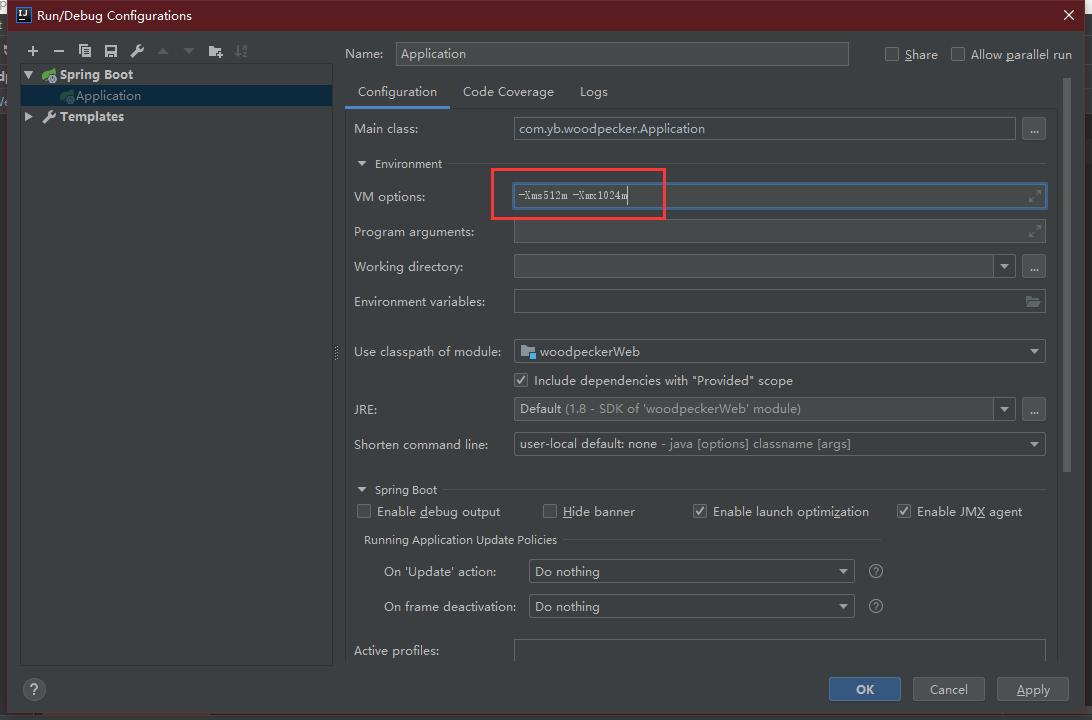 Run/Debug Configurations
Name: Application
Share
Allow parallel run
Spring Boot
Application
Templates
Configuration
Code Coverage
Logs
Main class: com.yb.woodpecker.Application ...
Environment
VM options: -Xms512m -Xmx1024m
Program arguments:
Working directory: ...
Environment variables:
Use classpath of module: woodpeckerWeb
Include dependencies with "Provided" scope
JRE: Default (1.8 - SDK of 'woodpeckerWeb' module) ...
Shorten command line: user-local default: none - java [options] classname [args]
Spring Boot
Enable debug output
Hide banner
Enable launch optimization
Enable JMX agent
Running Application Update Policies
On 'Update' action: Do nothing ?
On frame deactivation: Do nothing ?
Active profiles:
?
OK
Cancel
Apply